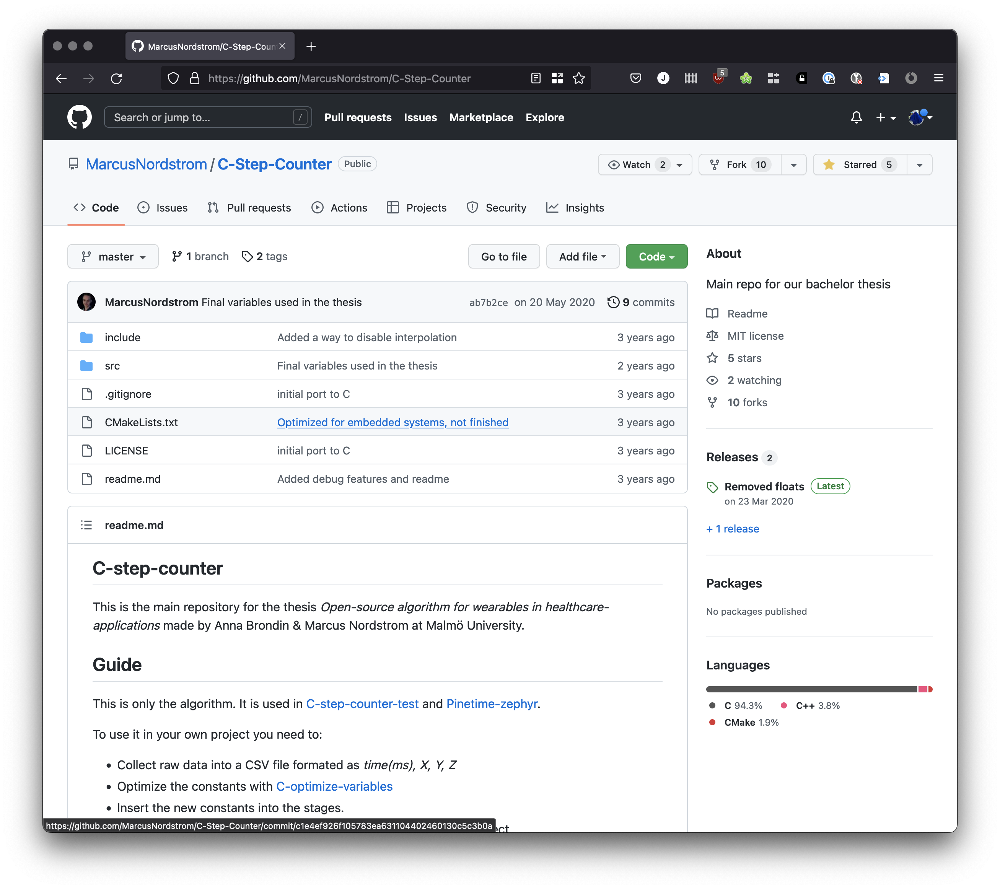 MarcusNordstrom/C-Step-Coun
https://github.com/MarcusNordstrom/C-Step-Counter
J
5
Search or jump to...
/
Pull requests
Issues
Marketplace
Explore
MarcusNordstrom / C-Step-Counter
Public
Watch 2
Fork 10
Starred 5
Code
Issues
Pull requests
Actions
Projects
Security
Insights
master
1 branch
2 tags
Go to file
Add file
Code
MarcusNordstrom Final variables used in the thesis
ab7b2ce on 20 May 2020
9 commits
include
Added a way to disable interpolation
3 years ago
src
Final variables used in the thesis
2 years ago
.gitignore
initial port to C
3 years ago
CMakeLists.txt
Optimized for embedded systems, not finished
3 years ago
LICENSE
initial port to C
3 years ago
readme.md
Added debug features and readme
3 years ago
readme.md
C-step-counter
This is the main repository for the thesis Open-source algorithm for wearables in healthcare-
applications made by Anna Brondin & Marcus Nordstrom at Malmö University.
Guide
This is only the algorithm. It is used in C-step-counter-test and Pinetime-zephyr.
To use it in your own project you need to:
• Collect raw data into a CSV file formated as time(ms), X, Y, Z
• Optimize the constants with C-optimize-variables
• Insert the new constants into the stages.
https://github.com/MarcusNordstrom/C-Step-Counter/commit/c1e4ef926f105783ea631104402460130c5c3b0a
About
Main repo for our bachelor thesis
Readme
MIT license
5 stars
2 watching
10 forks
Releases 2
Removed floats
Latest
on 23 Mar 2020
+ 1 release
Packages
No packages published
Languages
C 94.3%
C++ 3.8%
CMake 1.9%